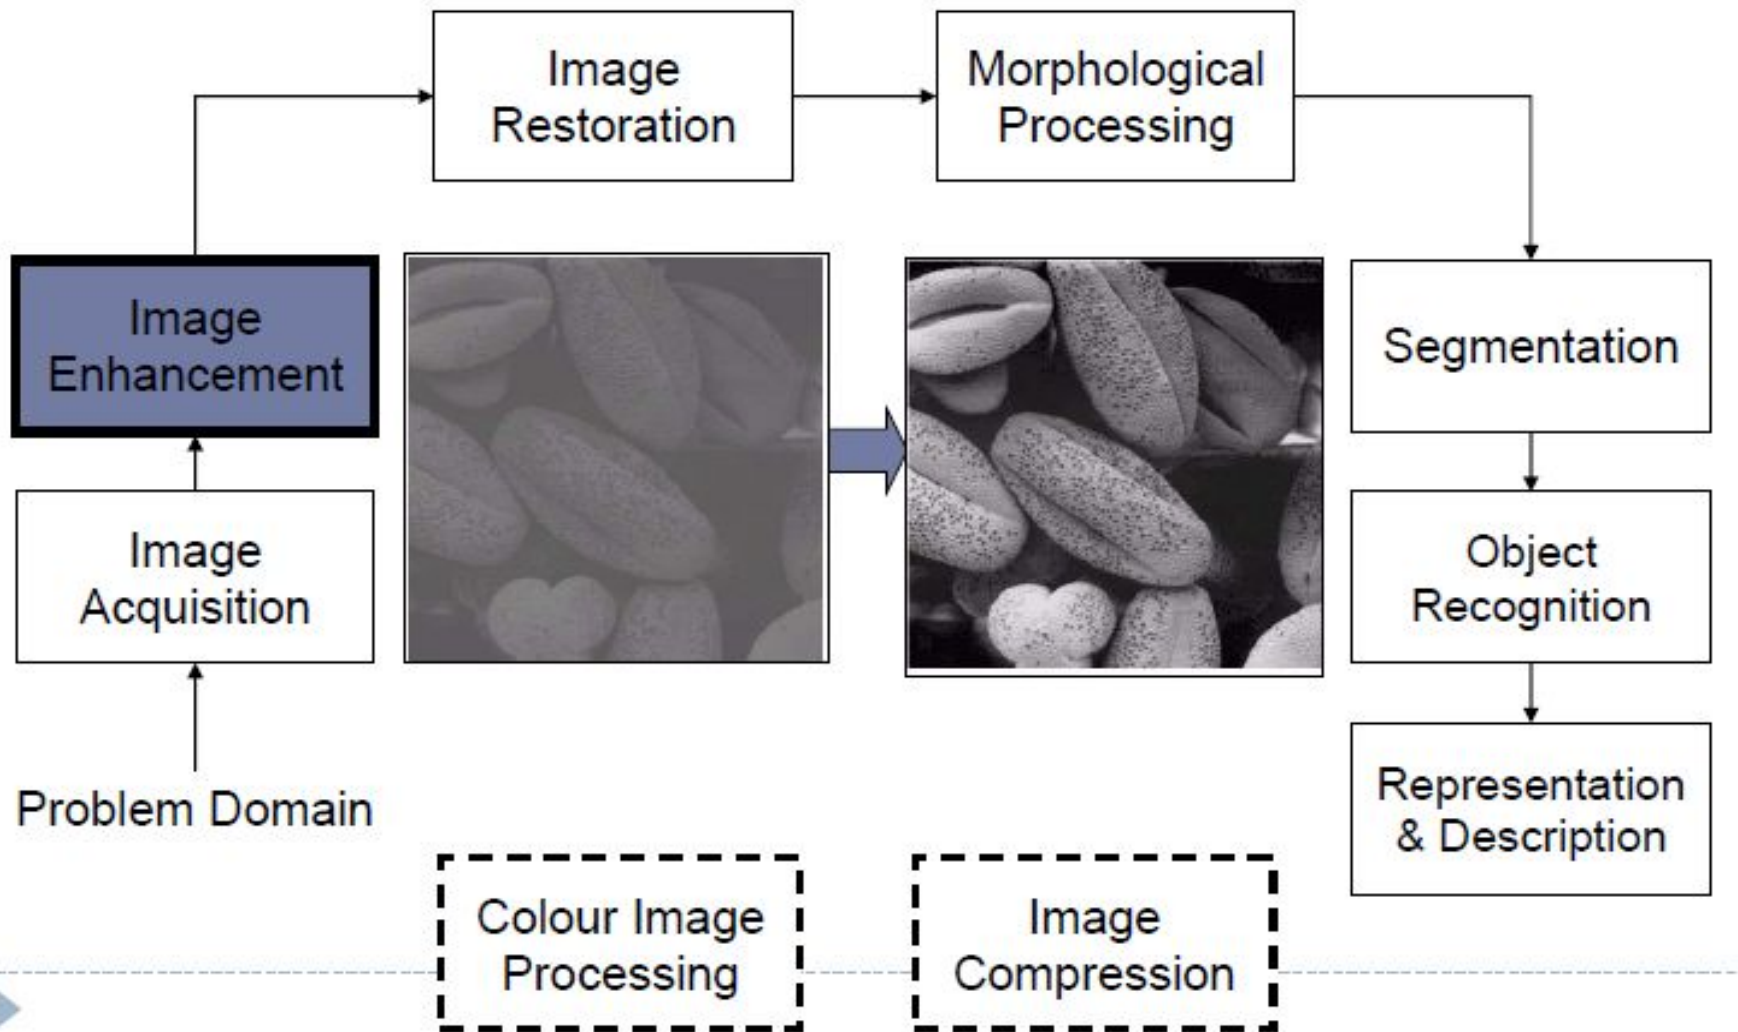 Image
Restoration
Morphological
Processing
Image
Enhancement
Segmentation
Image
Acquisition
Object
Recognition
Problem Domain
Representation
& Description
Colour Image
Processing
Image
Compression